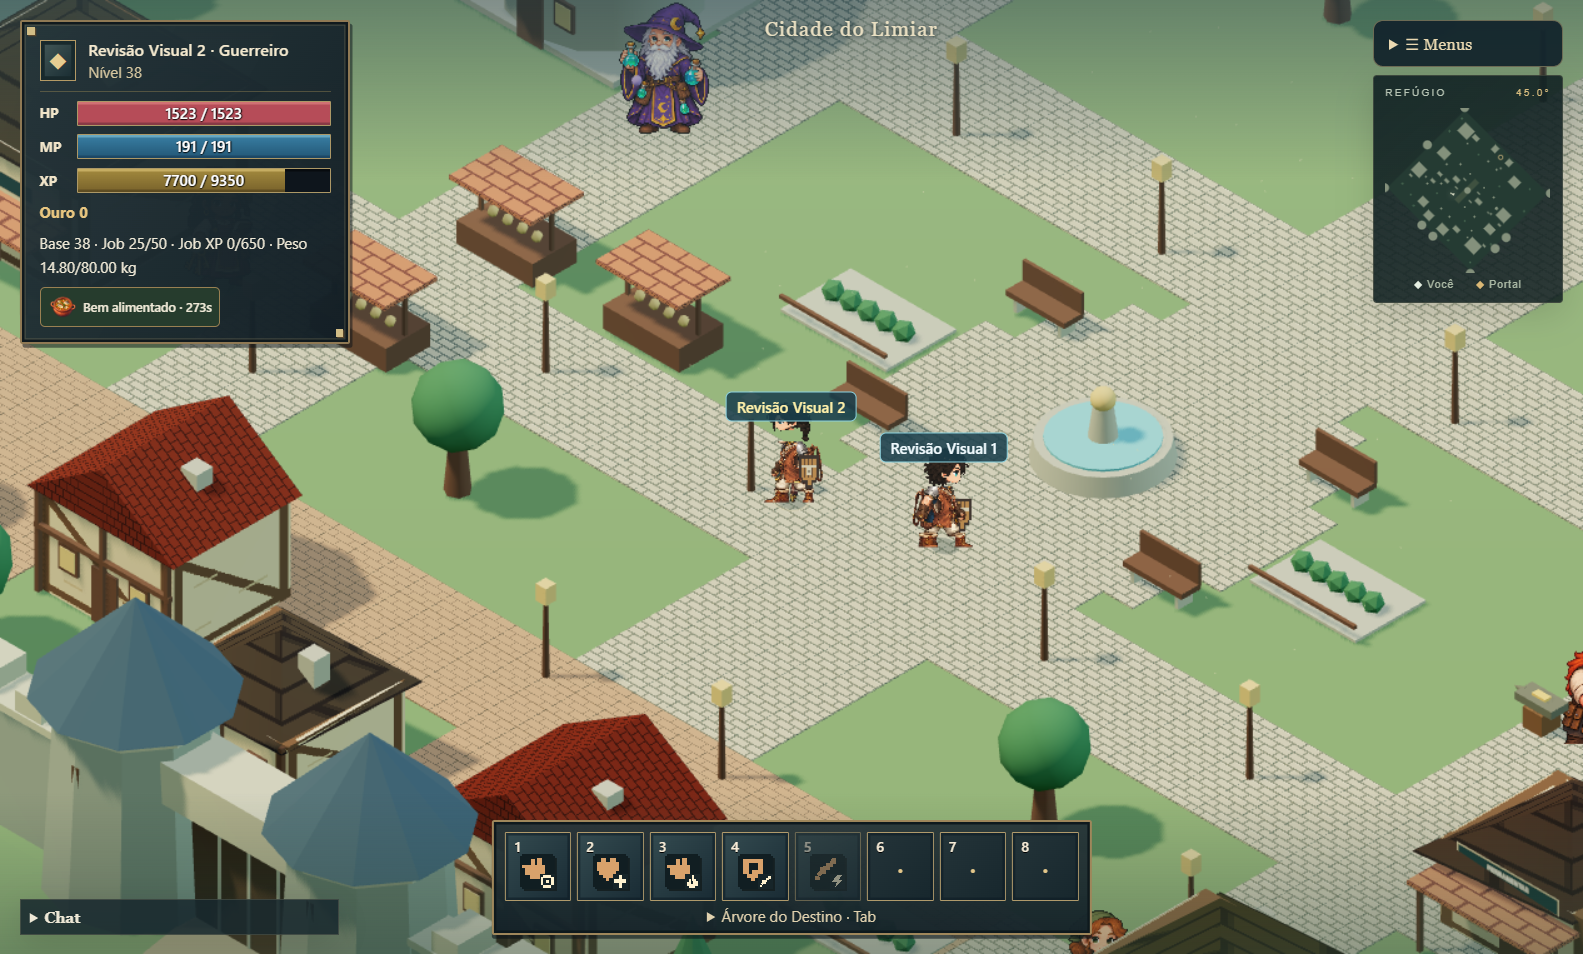 Cidade do Limiar
Revisão Visual 2 · Guerreiro
Nível 38
HP 1523 / 1523
MP 191 / 191
XP 7700 / 9350
Ouro 0
Base 38 · Job 25/50 · Job XP 0/650 · Peso
14.80/80.00 kg
Bem alimentado · 273s
☰ Menus
REFÚGIO 45.0°
Você Portal
Revisão Visual 2
Revisão Visual 1
1 2 3 4 5 6 7 8
Árvore do Destino · Tab
Chat